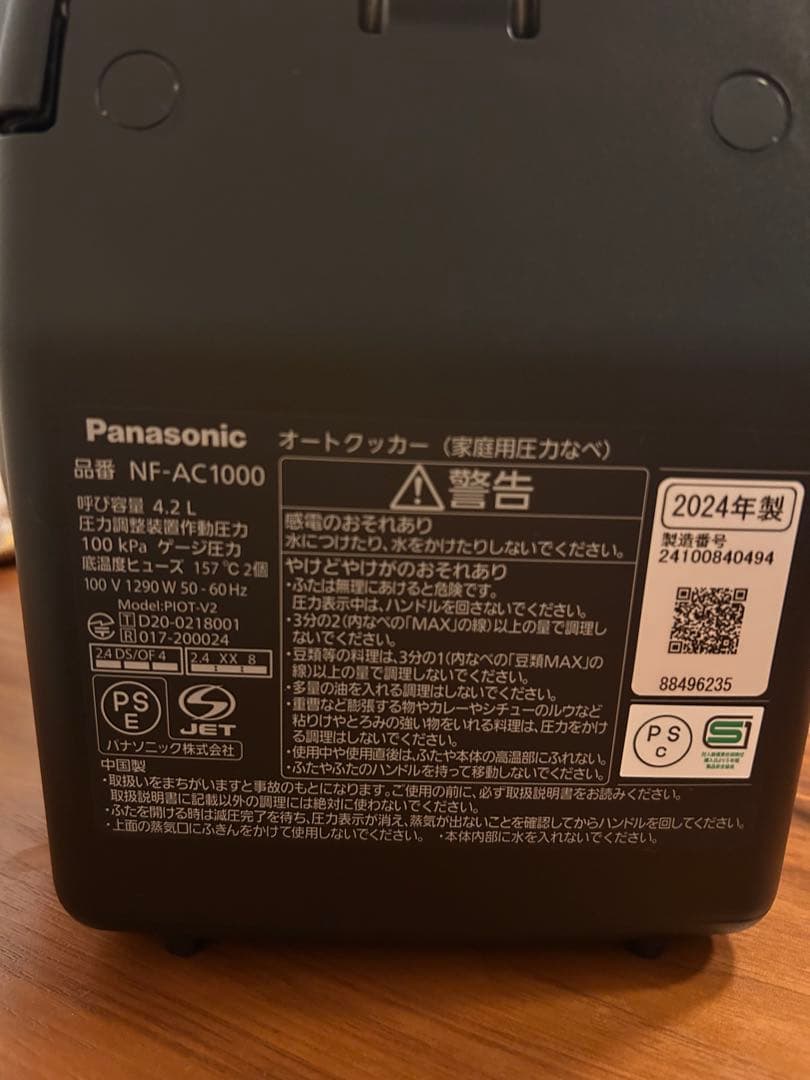 Panasonic オートクッカー（家庭用圧力なべ）
品番 NF-AC1000
呼び容量 4.2 L
圧力調整装置作動圧力
100 kPa ゲージ圧力
底温度ヒューズ 157 ℃ 2個
100 V 1290 W 50 - 60 Hz
Model:PIOT-V2
T D20-0218001
R 017-200024
2.4 DS/OF 4
2.4 XX 8
PS
E
JET
パナソニック株式会社
中国製
警告
感電のおそれあり
水につけたり、水をかけたりしないでください。
やけどやけがのおそれあり
・ふたは無理にあけると危険です。
圧力表示中は、ハンドルを回さないでください。
・3分の2(内なべの「MAX」の線)以上の量で調理し
ないでください。
・豆類等の料理は、3分の1(内なべの「豆類MAX」の
線)以上の量で調理しないでください。
・多量の油を入れる調理はしないでください。
・重曹など膨張する物やカレーやシチューのルウなど
粘りけやとろみの強い物をいれる料理は、圧力をかけ
る調理はしないでください。
・使用中や使用直後は、ふたや本体の高温部にふれない。
・ふたやふたのハンドルを持って移動しないでください。
2024年製
製造番号
24100840494
88496235
PS
C
S
・取扱いをまちがいますと事故のもとになります。ご使用の前に、必ず取扱説明書をお読みください。
取扱説明書に記載以外の調理には絶対に使わないでください。
・ふたを開ける時は減圧完了を待ち、圧力表示が消え、蒸気が出ないことを確認してからハンドルを回してください。
・上面の蒸気口にふきんをかけて使用しないでください。 ・本体内部に水を入れないでください。